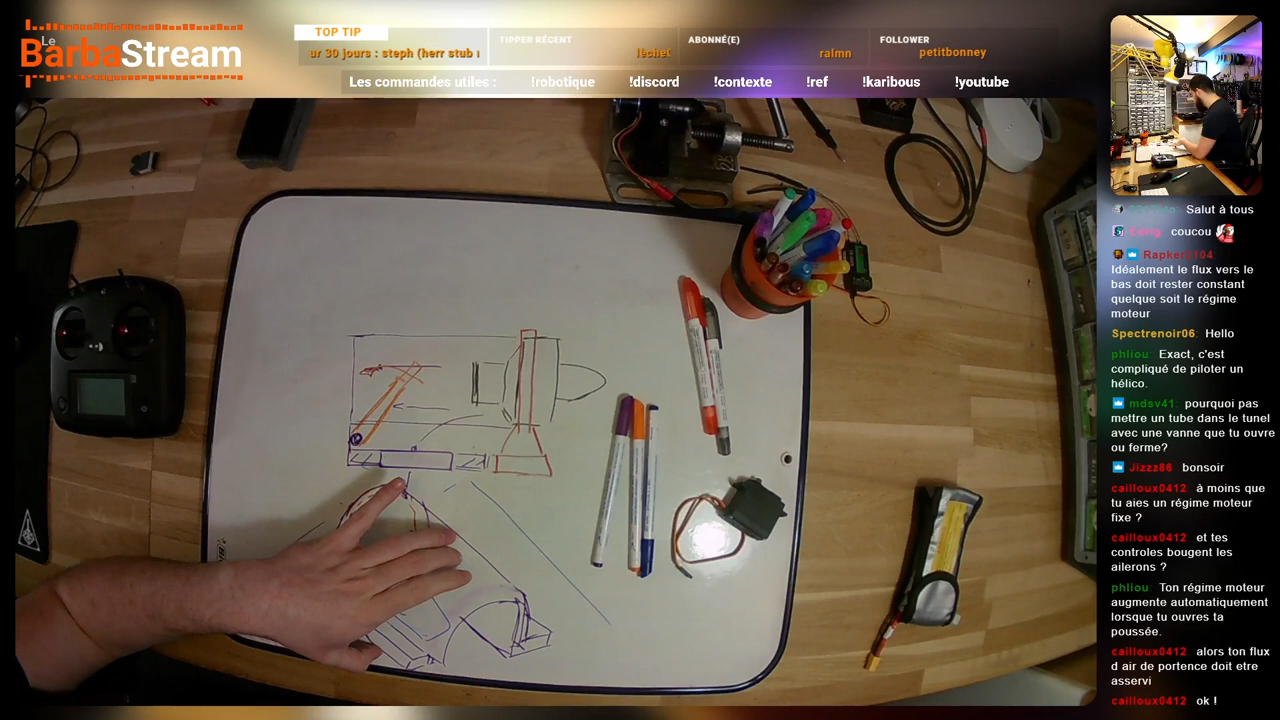 Le
BarbaStream
TOP TIP
ur 30 jours : steph (herr stub
TIPPER RÉCENT
lechet
ABONNÉ(E)
ralmn
FOLLOWER
petitbonney
Les commandes utiles : !robotique !discord !contexte !ref !karibous !youtube
Salut à tous
coucou
Idéalement le flux vers le
bas doit rester constant
quelque soit le régime
moteur
Spectrenoir06: Hello
phliou: Exact, c'est
compliqué de piloter un
hélico.
mdsv41: pourquoi pas
mettre un tube dans le tunel
avec une vanne que tu ouvre
ou ferme?
Jizzz86 bonsoir
cailloux0412: à moins que
tu aies un régime moteur
fixe ?
cailloux0412: et tes
controles bougent les
ailerons ?
phliou: Ton régime moteur
augmente automatiquement
lorsque tu ouvres ta
poussée.
cailloux0412 alors ton flux
d air de portence doit etre
asservi
cailloux0412 ok !